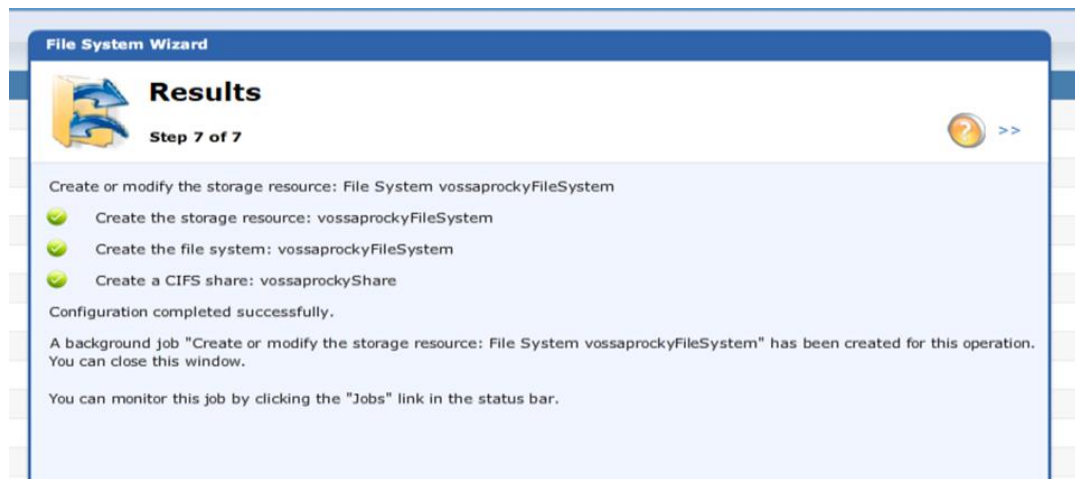 File System Wizard
Results
Step 7 of 7
? >>
Create or modify the storage resource: File System vossaprockyFileSystem
Create the storage resource: vossaprockyFileSystem
Create the file system: vossaprockyFileSystem
Create a CIFS share: vossaprockyShare
Configuration completed successfully.
A background job "Create or modify the storage resource: File System vossaprockyFileSystem" has been created for this operation.
You can close this window.
You can monitor this job by clicking the "Jobs" link in the status bar.